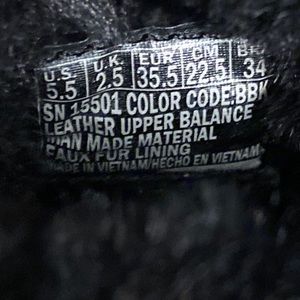 U.S. U.K. EUR CM BR
5.5 2.5 35.5 22.5 34
SN 15501 COLOR CODE:BBK
LEATHER UPPER BALANCE
MAN MADE MATERIAL
FAUX FUR LINING
MADE IN VIETNAM/HECHO EN VIETNAM